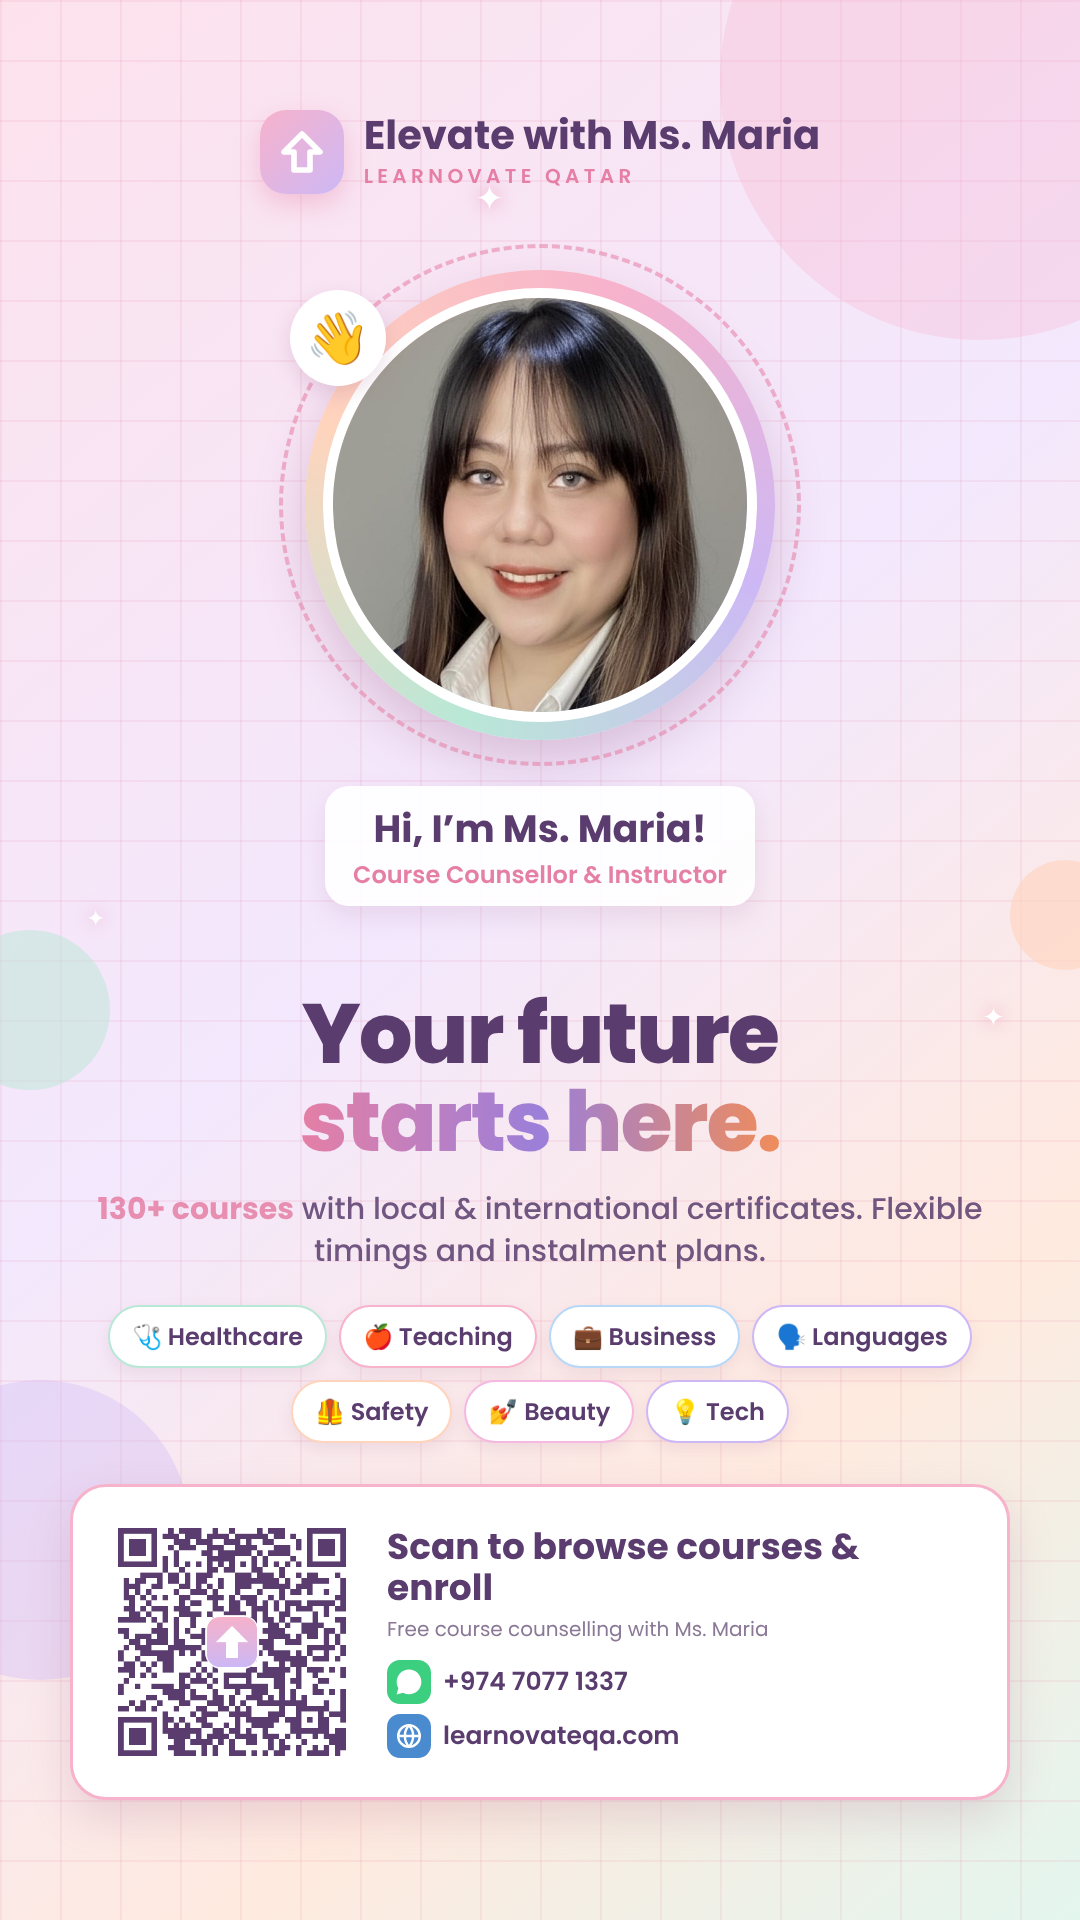 Elevate with Ms. Maria
LEARNOVATE QATAR
Hi, I’m Ms. Maria!
Course Counsellor & Instructor
Your future
starts here.
130+ courses with local & international certificates. Flexible
timings and instalment plans.
Healthcare
Teaching
Business
Languages
Safety
Beauty
Tech
Scan to browse courses &
enroll
Free course counselling with Ms. Maria
+974 7077 1337
learnovateqa.com